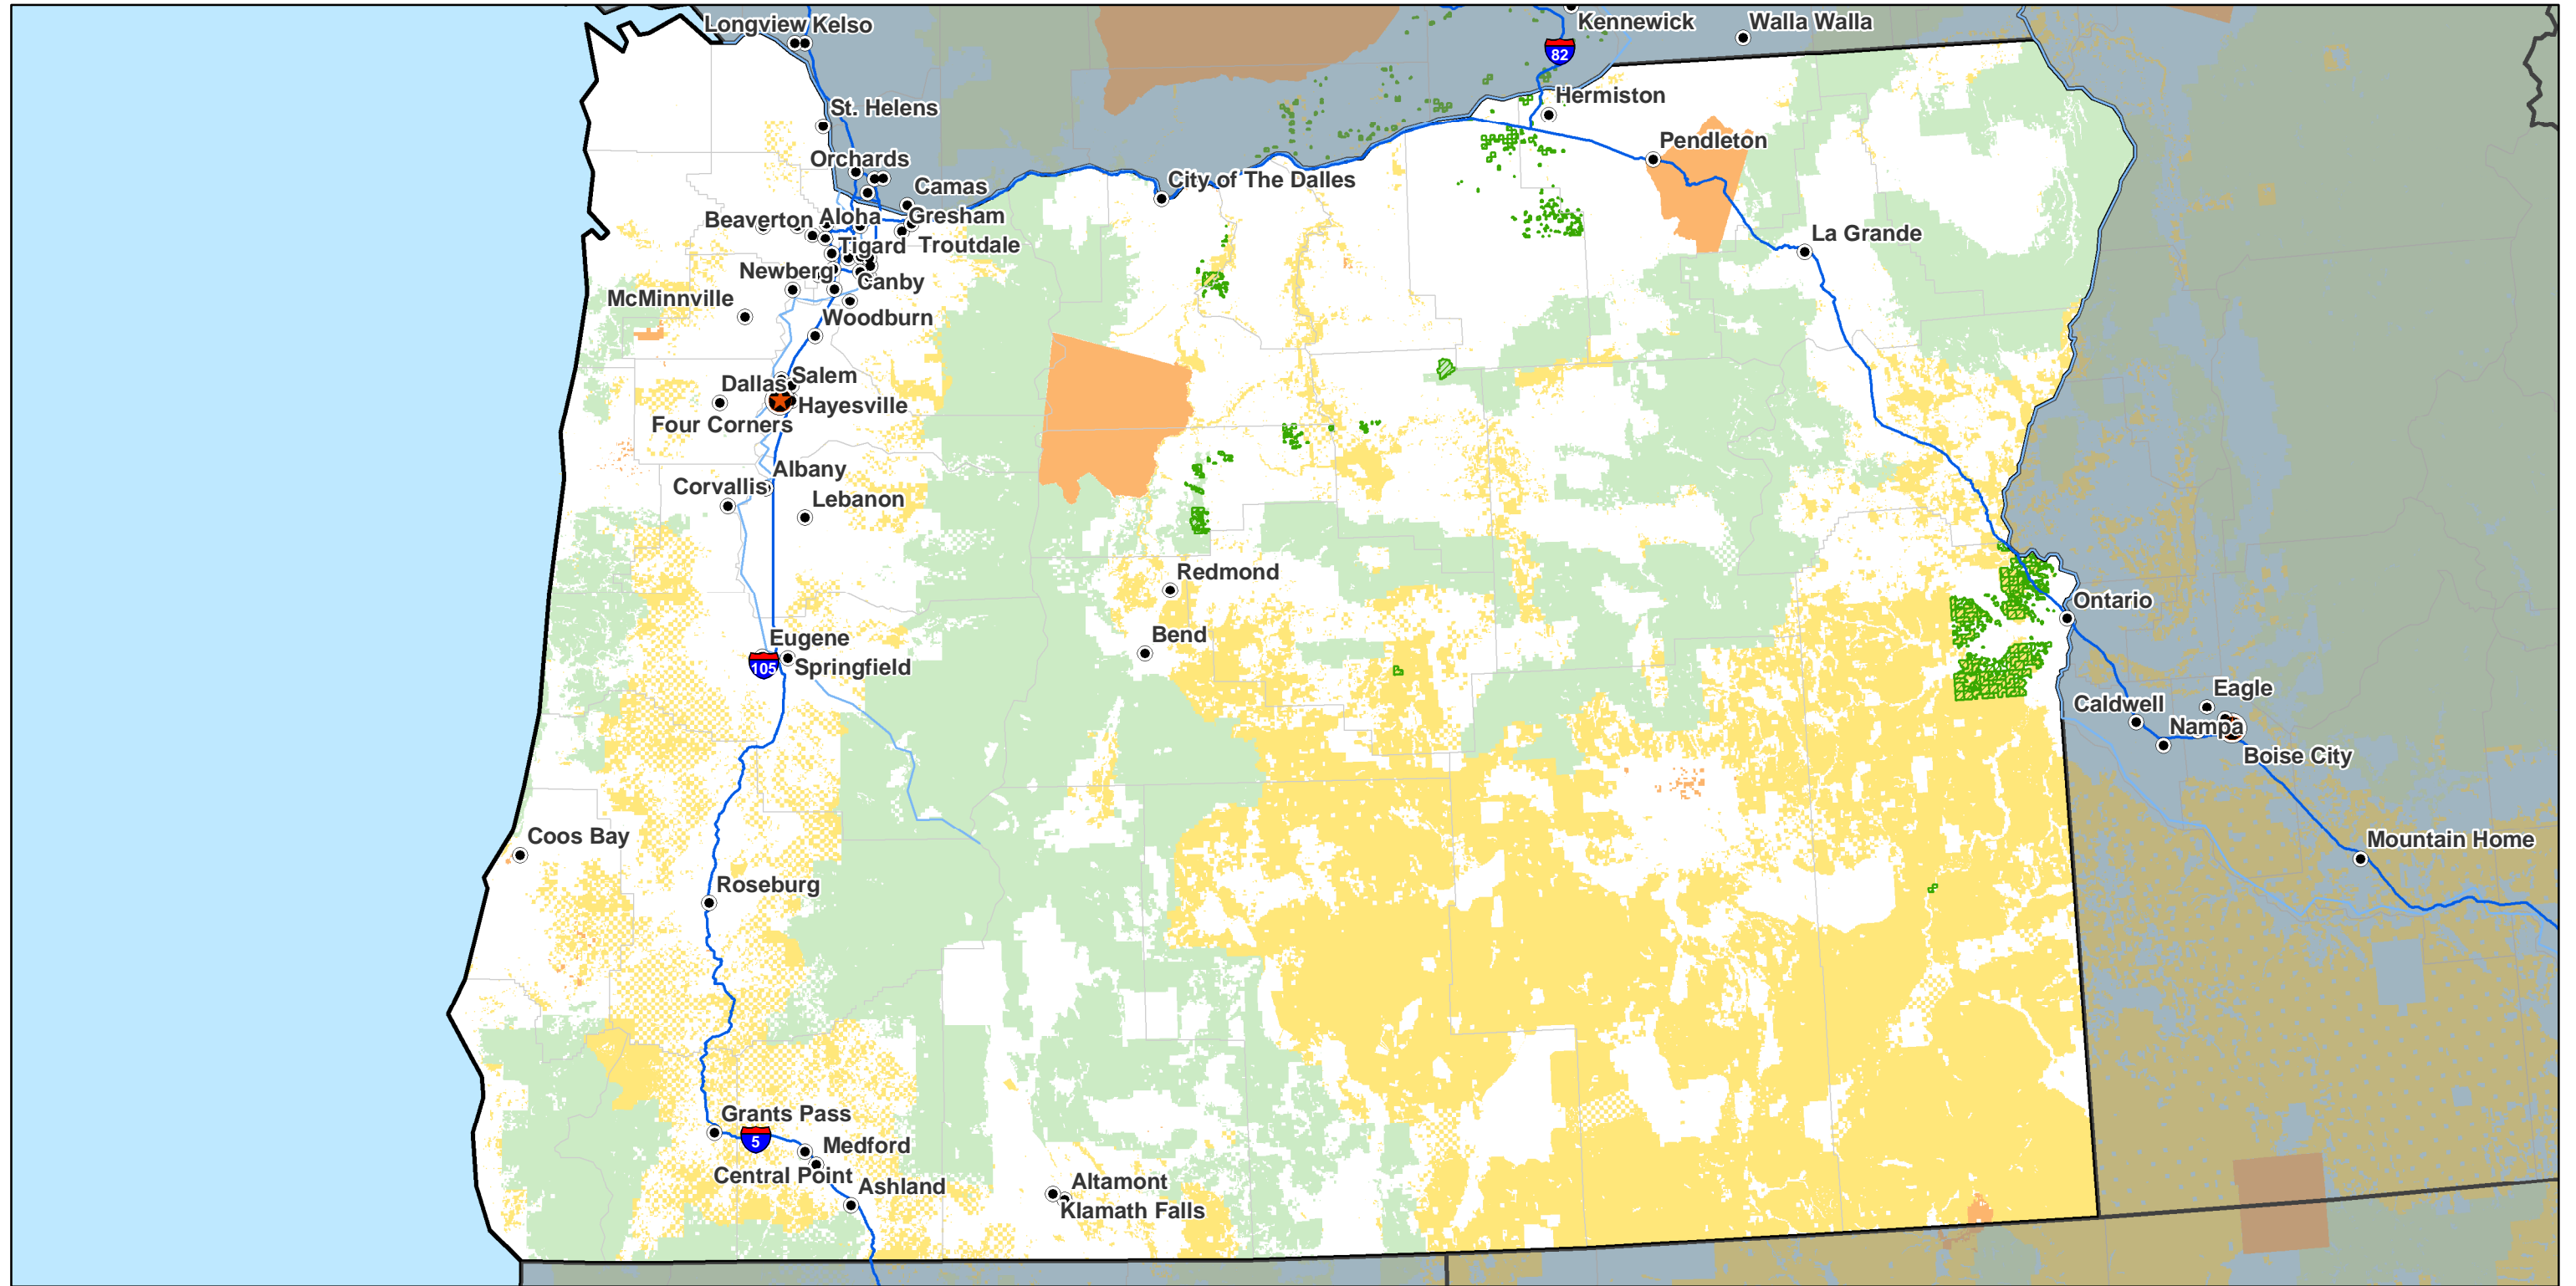 Longview Kelso
Kennewick
Walla Walla
82
St. Helens
Hermiston
Pendleton
Orchards
Camas
City of The Dalles
Beaverton
Aloha
Gresham
Tigard
Troutdale
La Grande
Newberg
Canby
McMinnville
Woodburn
Dallas
Salem
Hayesville
Four Corners
Albany
Corvallis
Lebanon
Redmond
Ontario
Bend
Eugene
105
Springfield
Eagle
Caldwell
Nampa
Boise City
Coos Bay
Mountain Home
Roseburg
Grants Pass
5
Medford
Central Point
Ashland
Altamont
Klamath Falls